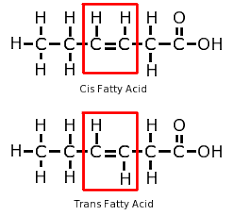 H H H H H O
H C C C C C C OH
H H H
Cis Fatty Acid
H H H H O
H C C C C C C OH
H H H H
Trans Fatty Acid